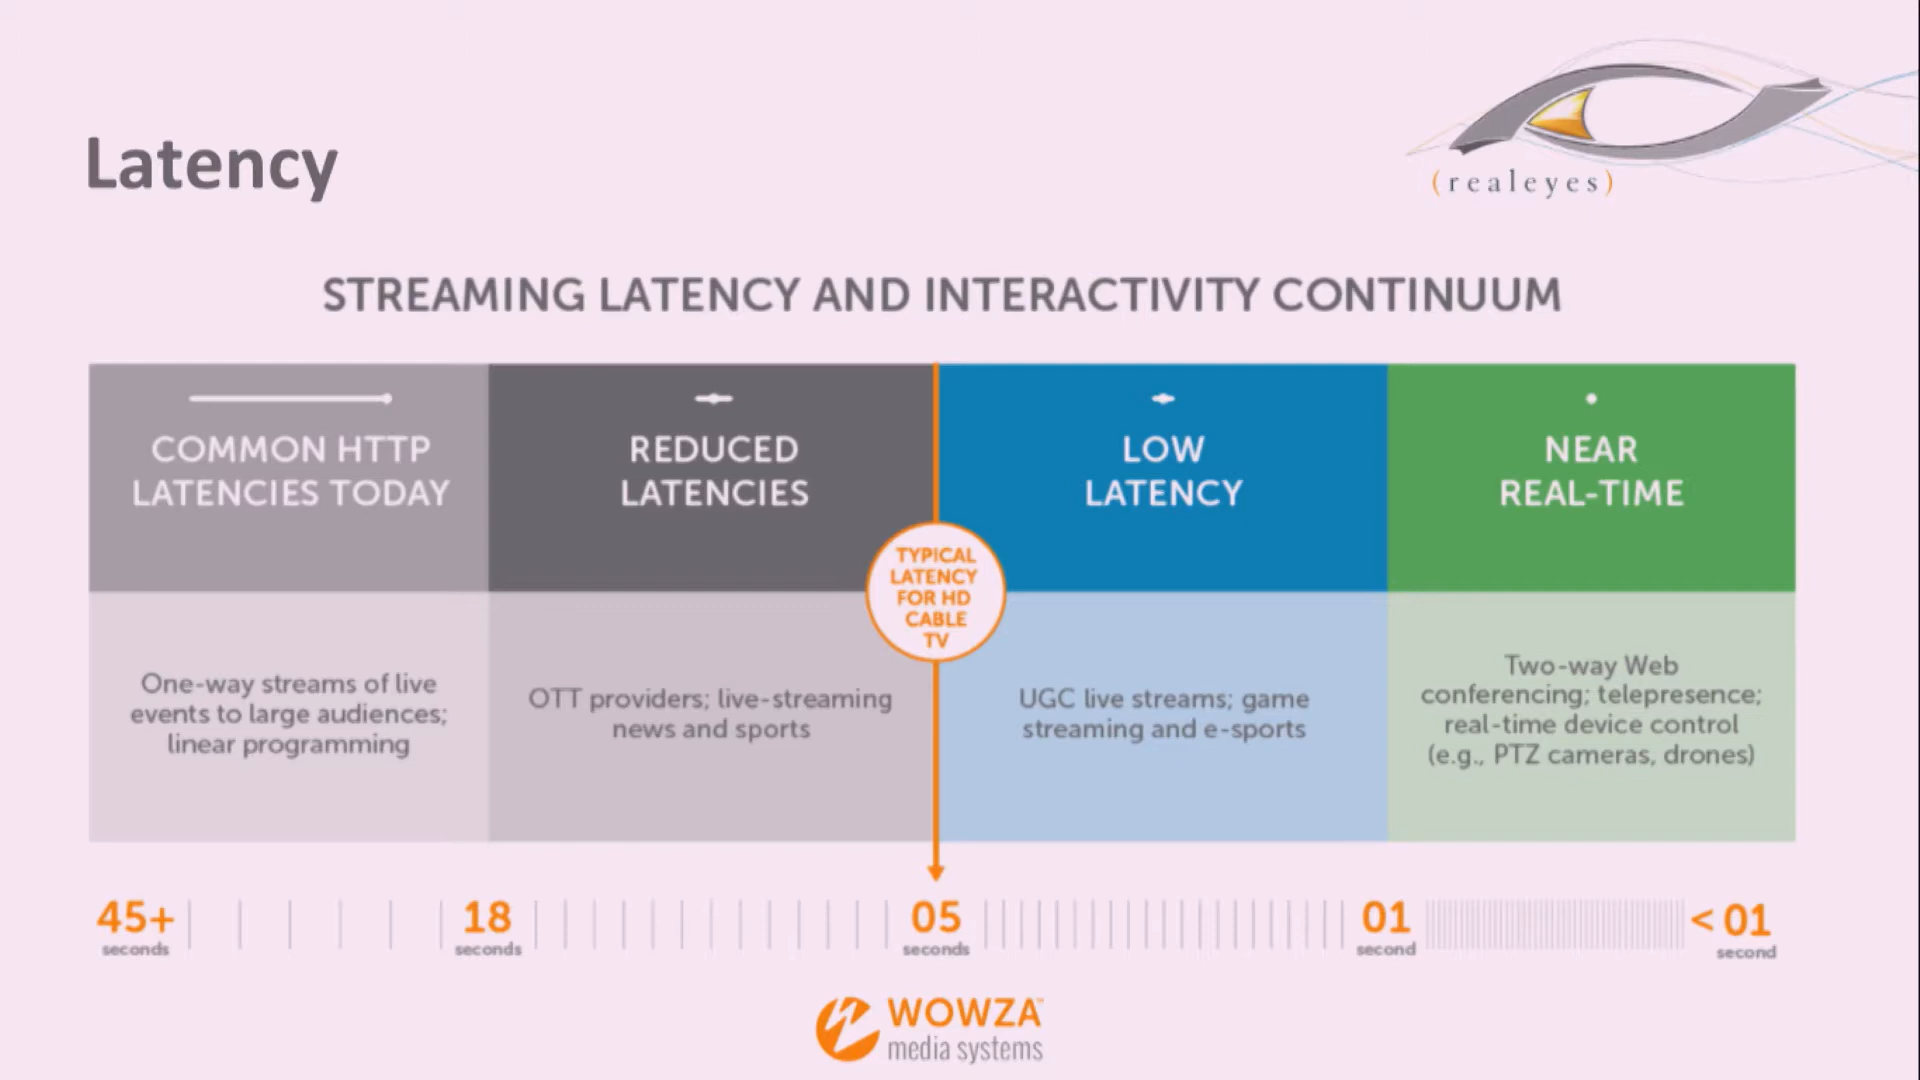 Latency
(realeyes)
STREAMING LATENCY AND INTERACTIVITY CONTINUUM
COMMON HTTP
LATENCIES TODAY
REDUCED
LATENCIES
LOW
LATENCY
NEAR
REAL-TIME
TYPICAL
LATENCY
FOR HD
CABLE
TV
One-way streams of live
events to large audiences;
linear programming
OTT providers; live-streaming
news and sports
UGC live streams; game
streaming and e-sports
Two-way Web
conferencing; telepresence;
real-time device control
(e.g., PTZ cameras, drones)
45+
seconds
18
seconds
05
seconds
01
second
< 01
second
WOWZA™
media systems